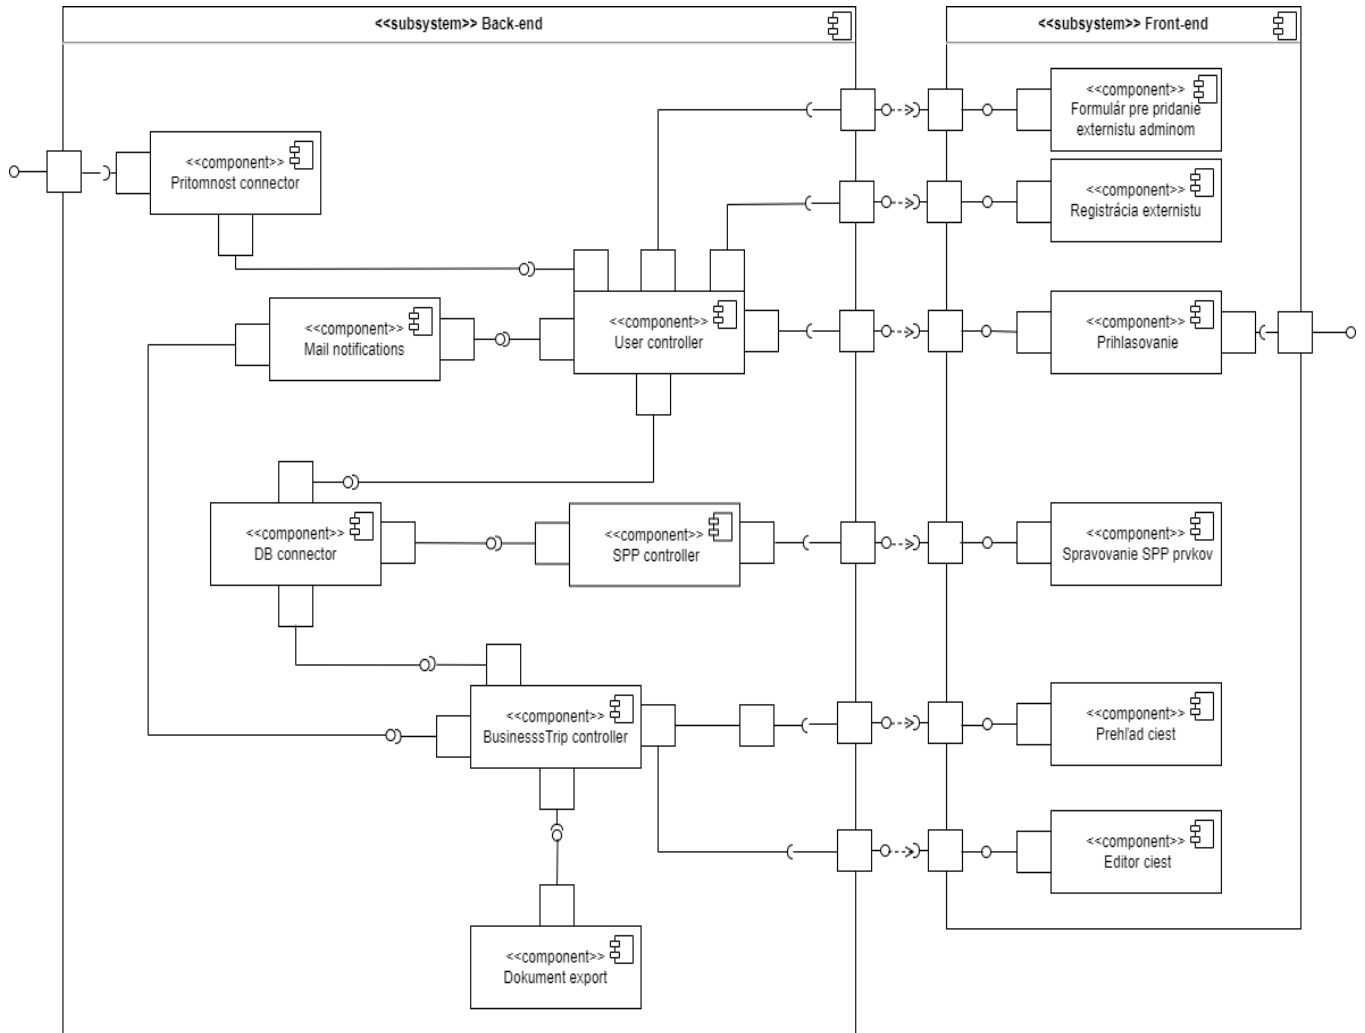 <<subsystem>> Back-end
<<subsystem>> Front-end
<<component>>
Formulár pre pridanie
externistu adminom
<<component>>
Pritomnost connector
<<component>>
Registrácia externistu
<<component>>
Mail notifications
<<component>>
User controller
<<component>>
Prihlasovanie
<<component>>
DB connector
<<component>>
SPP controller
<<component>>
Spravovanie SPP prvkov
<<component>>
BusinesssTrip controller
<<component>>
Prehľad ciest
<<component>>
Editor ciest
<<component>>
Dokument export